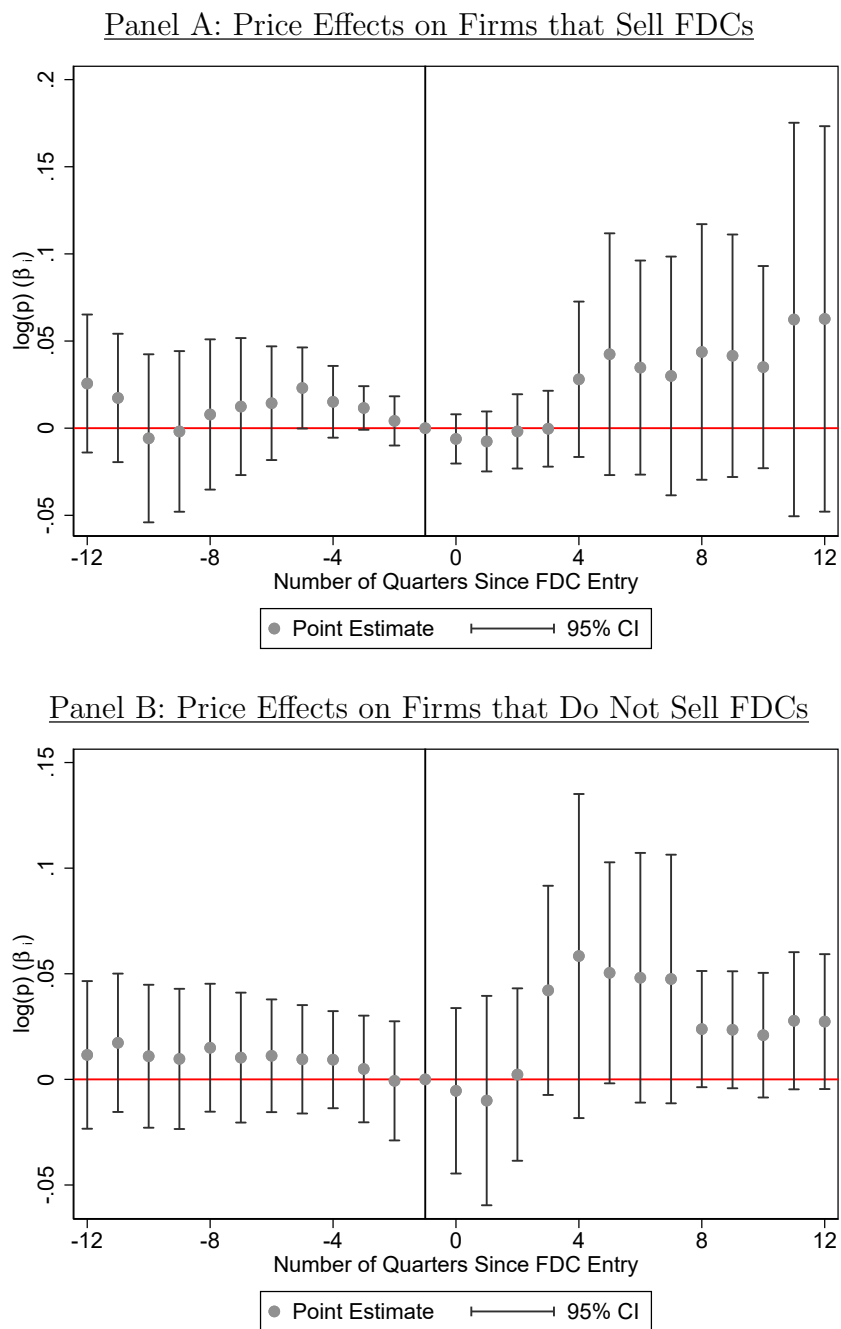 Panel A: Price Effects on Firms that Sell FDCs
.2
.15
.1
.05
0
-.05
log(p) (β i)
-12 -8 -4 0 4 8 12
Number of Quarters Since FDC Entry
Point Estimate 95% CI
Panel B: Price Effects on Firms that Do Not Sell FDCs
.15
.1
.05
0
-.05
log(p) (β i)
-12 -8 -4 0 4 8 12
Number of Quarters Since FDC Entry
Point Estimate 95% CI